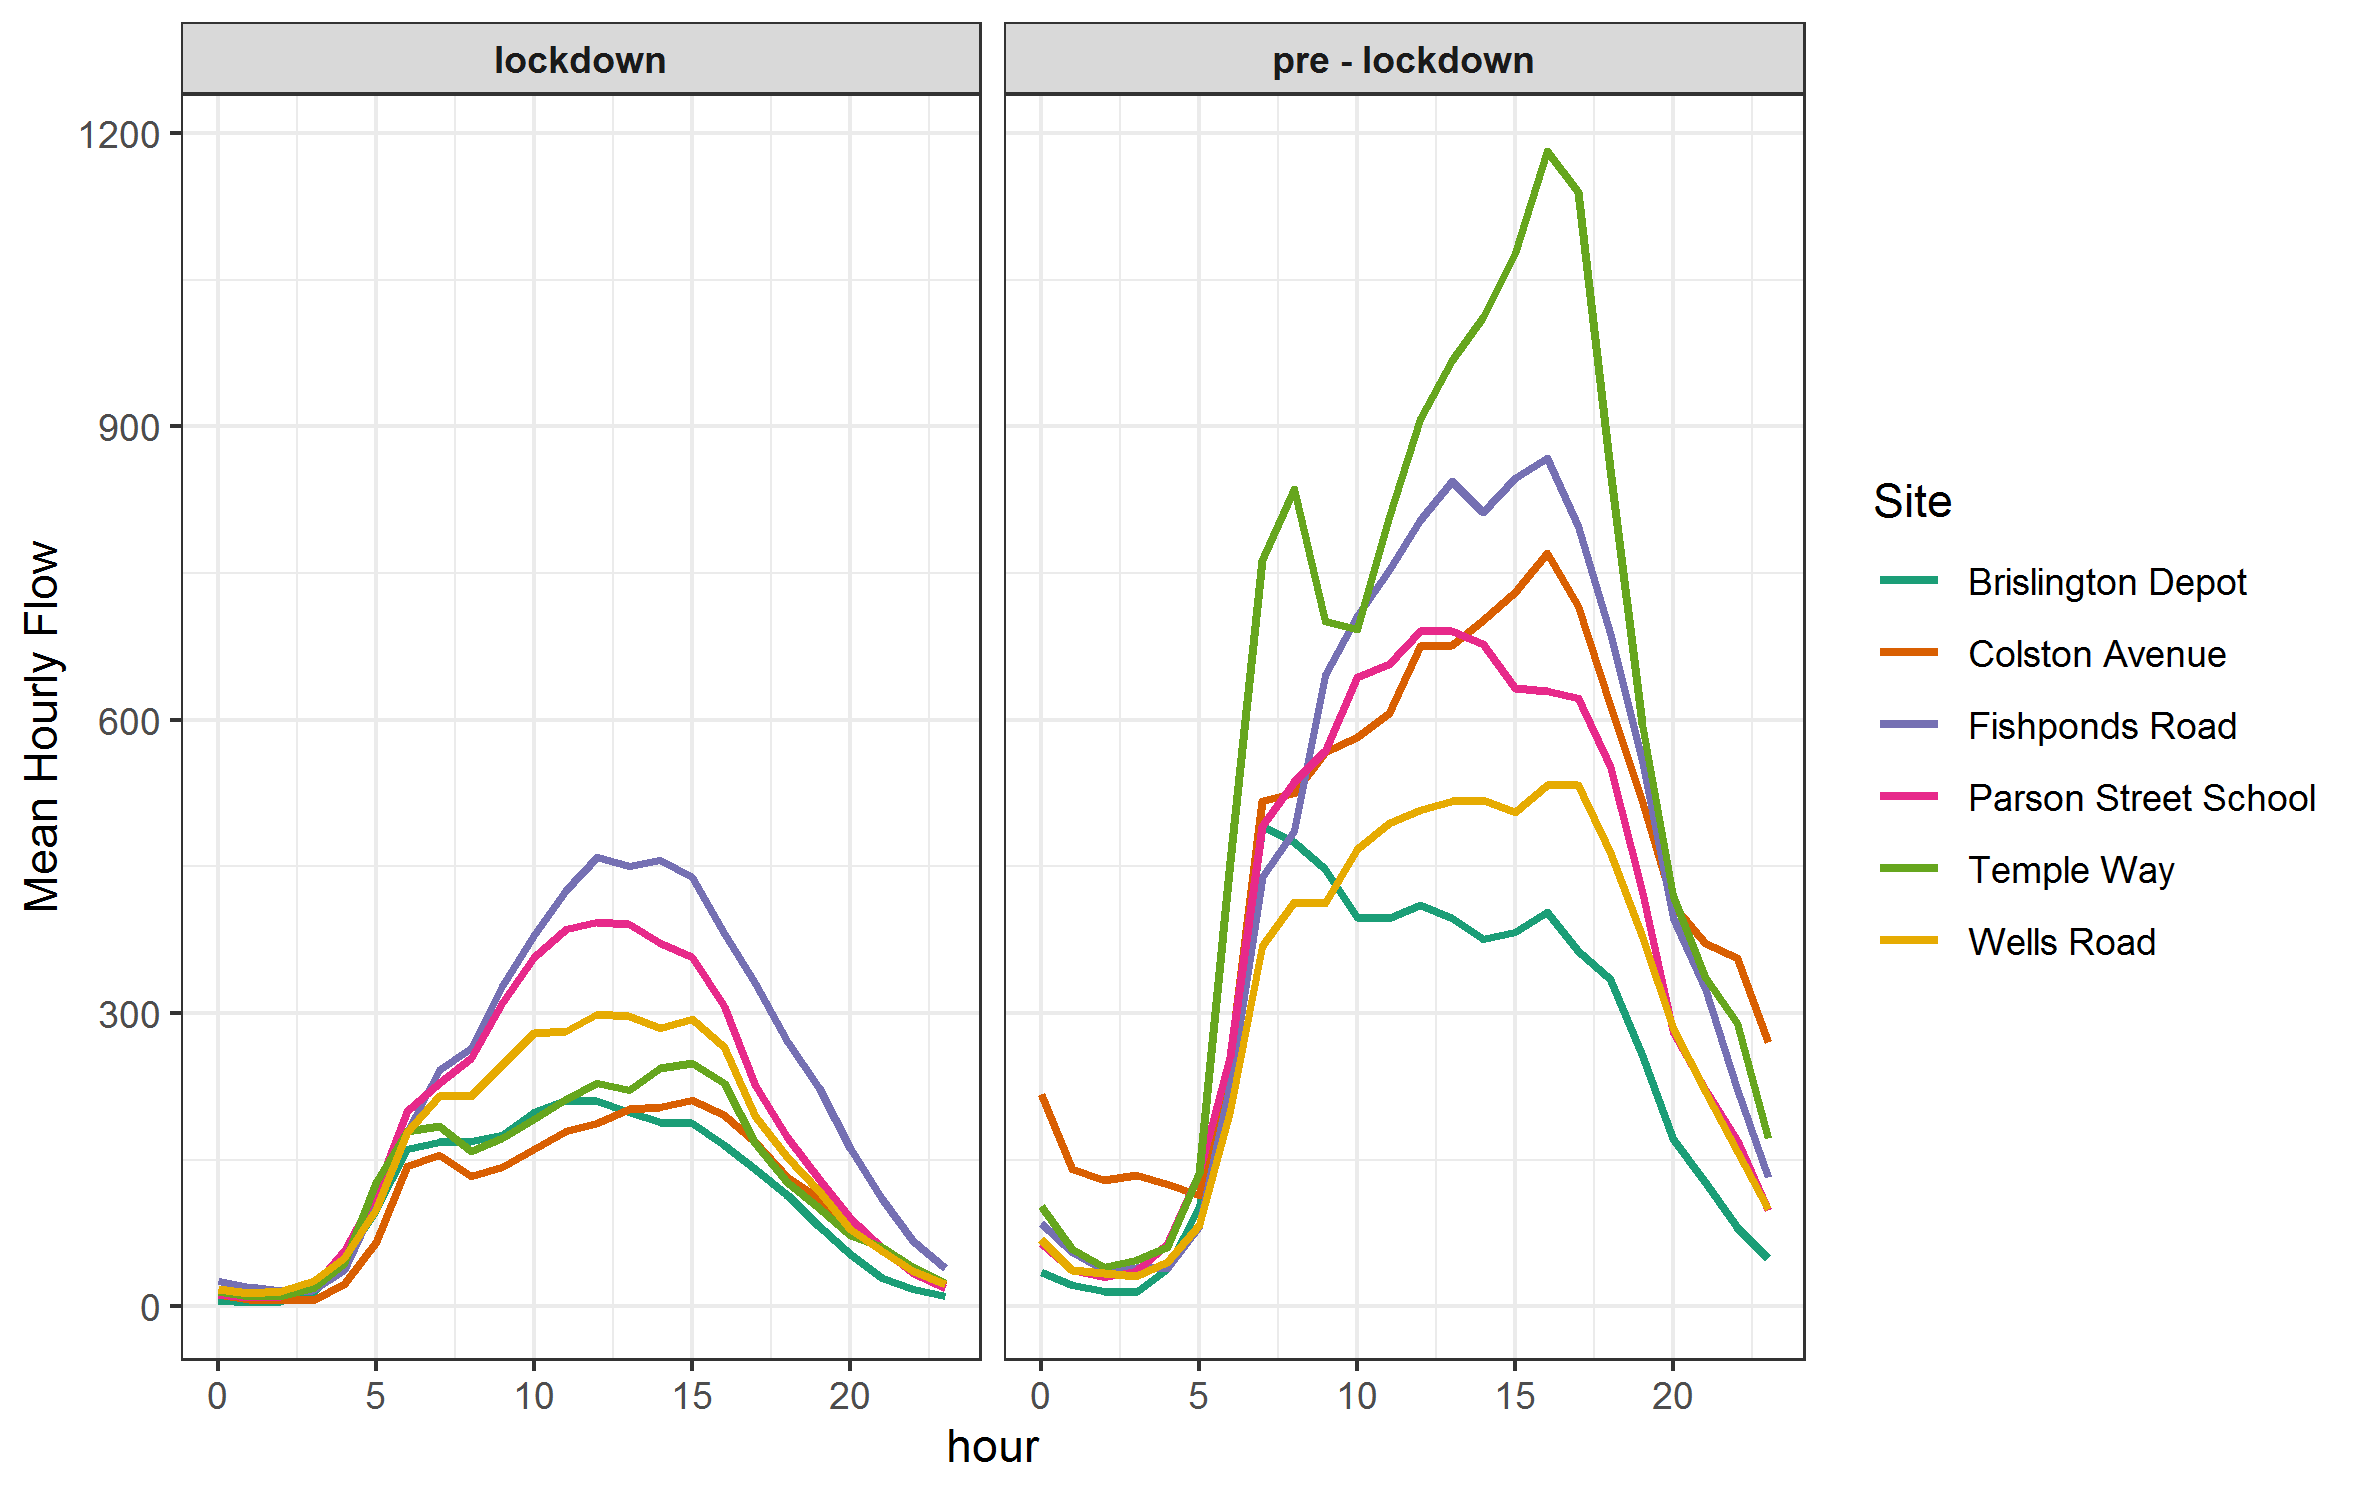 lockdown
pre - lockdown
1200
900
600
300
0
Mean Hourly Flow
0 5 10 15 20
0 5 10 15 20
hour
Site
Brislington Depot
Colston Avenue
Fishponds Road
Parson Street School
Temple Way
Wells Road